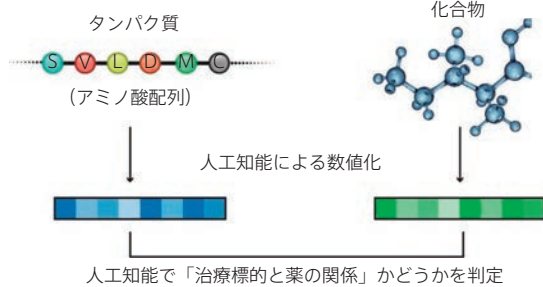 タンパク質
化合物
S V L D M C
(アミノ酸配列)
人工知能による数値化
人工知能で「治療標的と薬の関係」かどうかを判定